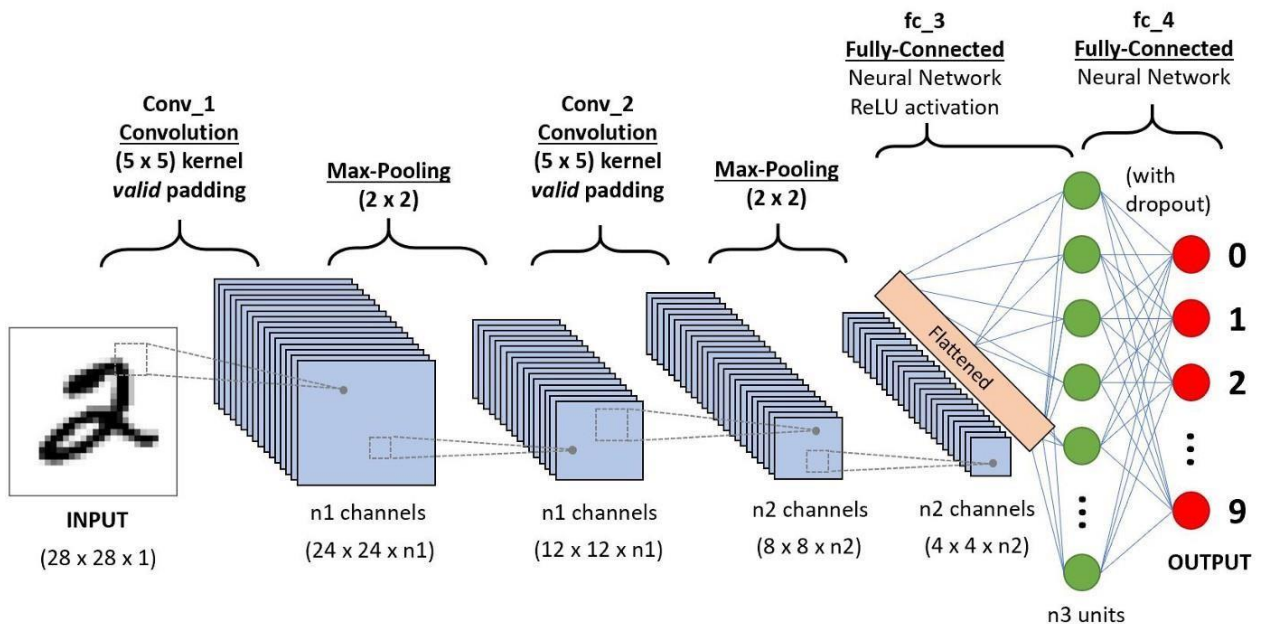 fc_3
Fully-Connected
Neural Network
ReLU activation
fc_4
Fully-Connected
Neural Network
Conv_1
Convolution
(5 x 5) kernel
valid padding
Max-Pooling
(2 x 2)
Conv_2
Convolution
(5 x 5) kernel
valid padding
Max-Pooling
(2 x 2)
(with
dropout)
Flattened
0
1
2
9
INPUT
(28 x 28 x 1)
n1 channels
(24 x 24 x n1)
n1 channels
(12 x 12 x n1)
n2 channels
(8 x 8 x n2)
n2 channels
(4 x 4 x n2)
n3 units
OUTPUT